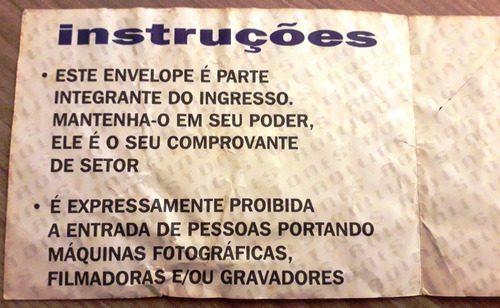 instruções
• ESTE ENVELOPE É PARTE
INTEGRANTE DO INGRESSO.
MANTENHA-O EM SEU PODER,
ELE É O SEU COMPROVANTE
DE SETOR
• É EXPRESSAMENTE PROIBIDA
A ENTRADA DE PESSOAS PORTANDO
MÁQUINAS FOTOGRÁFICAS,
FILMADORAS E/OU GRAVADORES